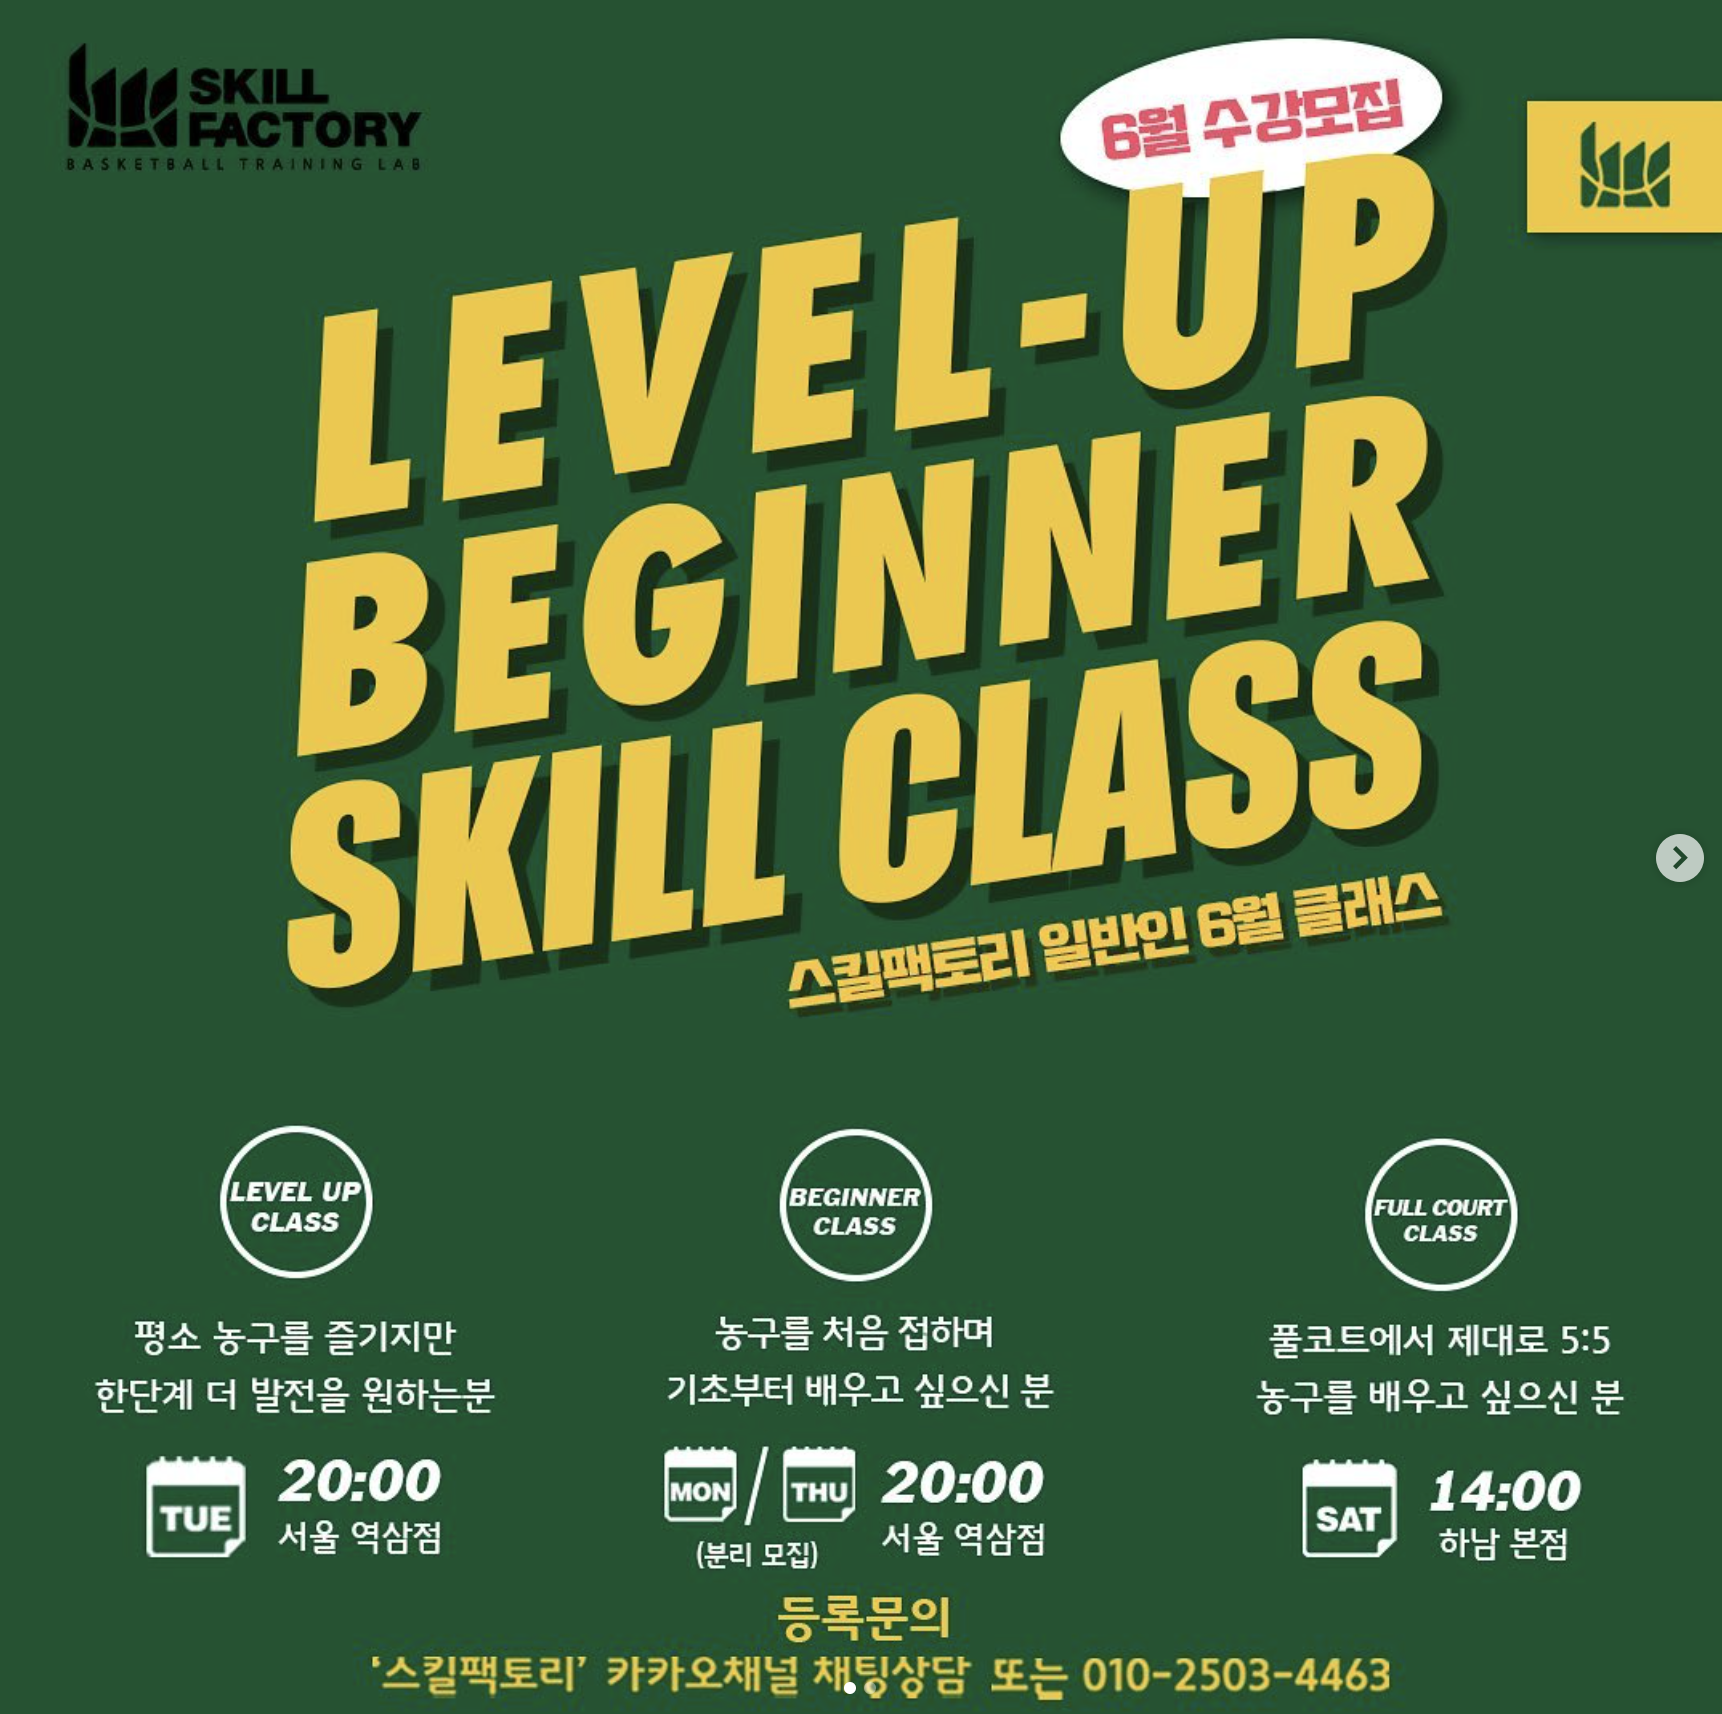 SKILL
FACTORY
BASKETBALL TRAINING LAB
6월 수강모집
LEVEL-UP
BEGINNER
SKILL CLASS
스킬팩토리 일반인 6월 클래스
LEVEL UP
CLASS
평소 농구를 즐기지만
한단계 더 발전을 원하는분
TUE
20:00
서울 역삼점
BEGINNER
CLASS
농구를 처음 접하며
기초부터 배우고 싶으신 분
MON / THU
(분리 모집)
20:00
서울 역삼점
FULL COURT
CLASS
풀코트에서 제대로 5:5
농구를 배우고 싶으신 분
SAT
14:00
하남 본점
등록문의
'스킬팩토리' 카카오채널 채팅상담 또는 010-2503-4463